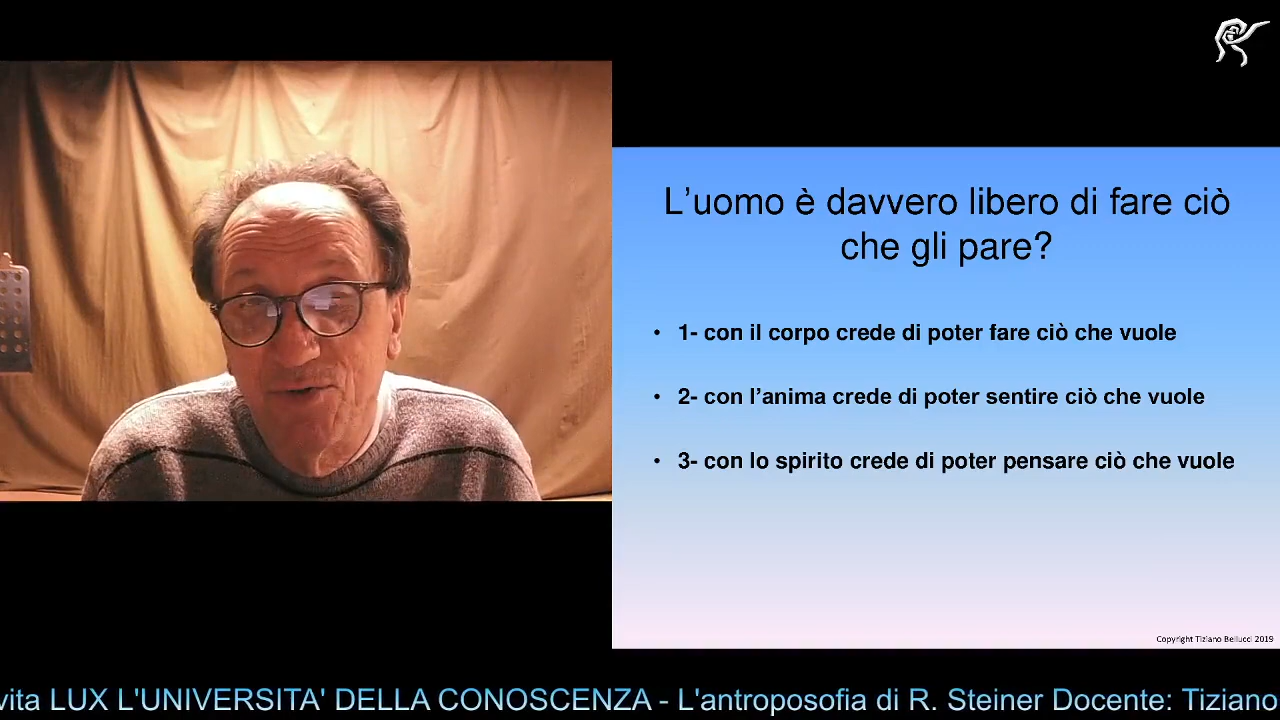 L'uomo è davvero libero di fare ciò
che gli pare?
• 1- con il corpo crede di poter fare ciò che vuole
• 2- con l'anima crede di poter sentire ciò che vuole
• 3- con lo spirito crede di poter pensare ciò che vuole
Copyright Tiziano Bellucci 2019
vita LUX L'UNIVERSITA' DELLA CONOSCENZA - L'antroposofia di R. Steiner Docente: Tiziano